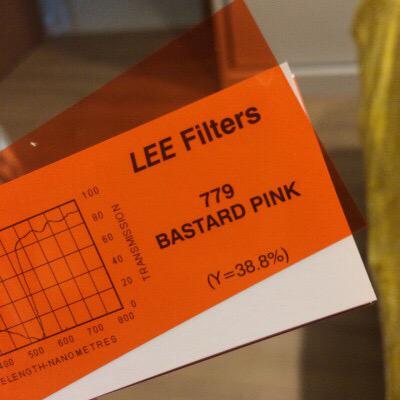 LEE Filters
779
BASTARD PINK
(Y=38.8%)
100
80
60
40
20
0
TRANSMISSION
400 500 600 700 800
ELENGTH-NANOMETRES